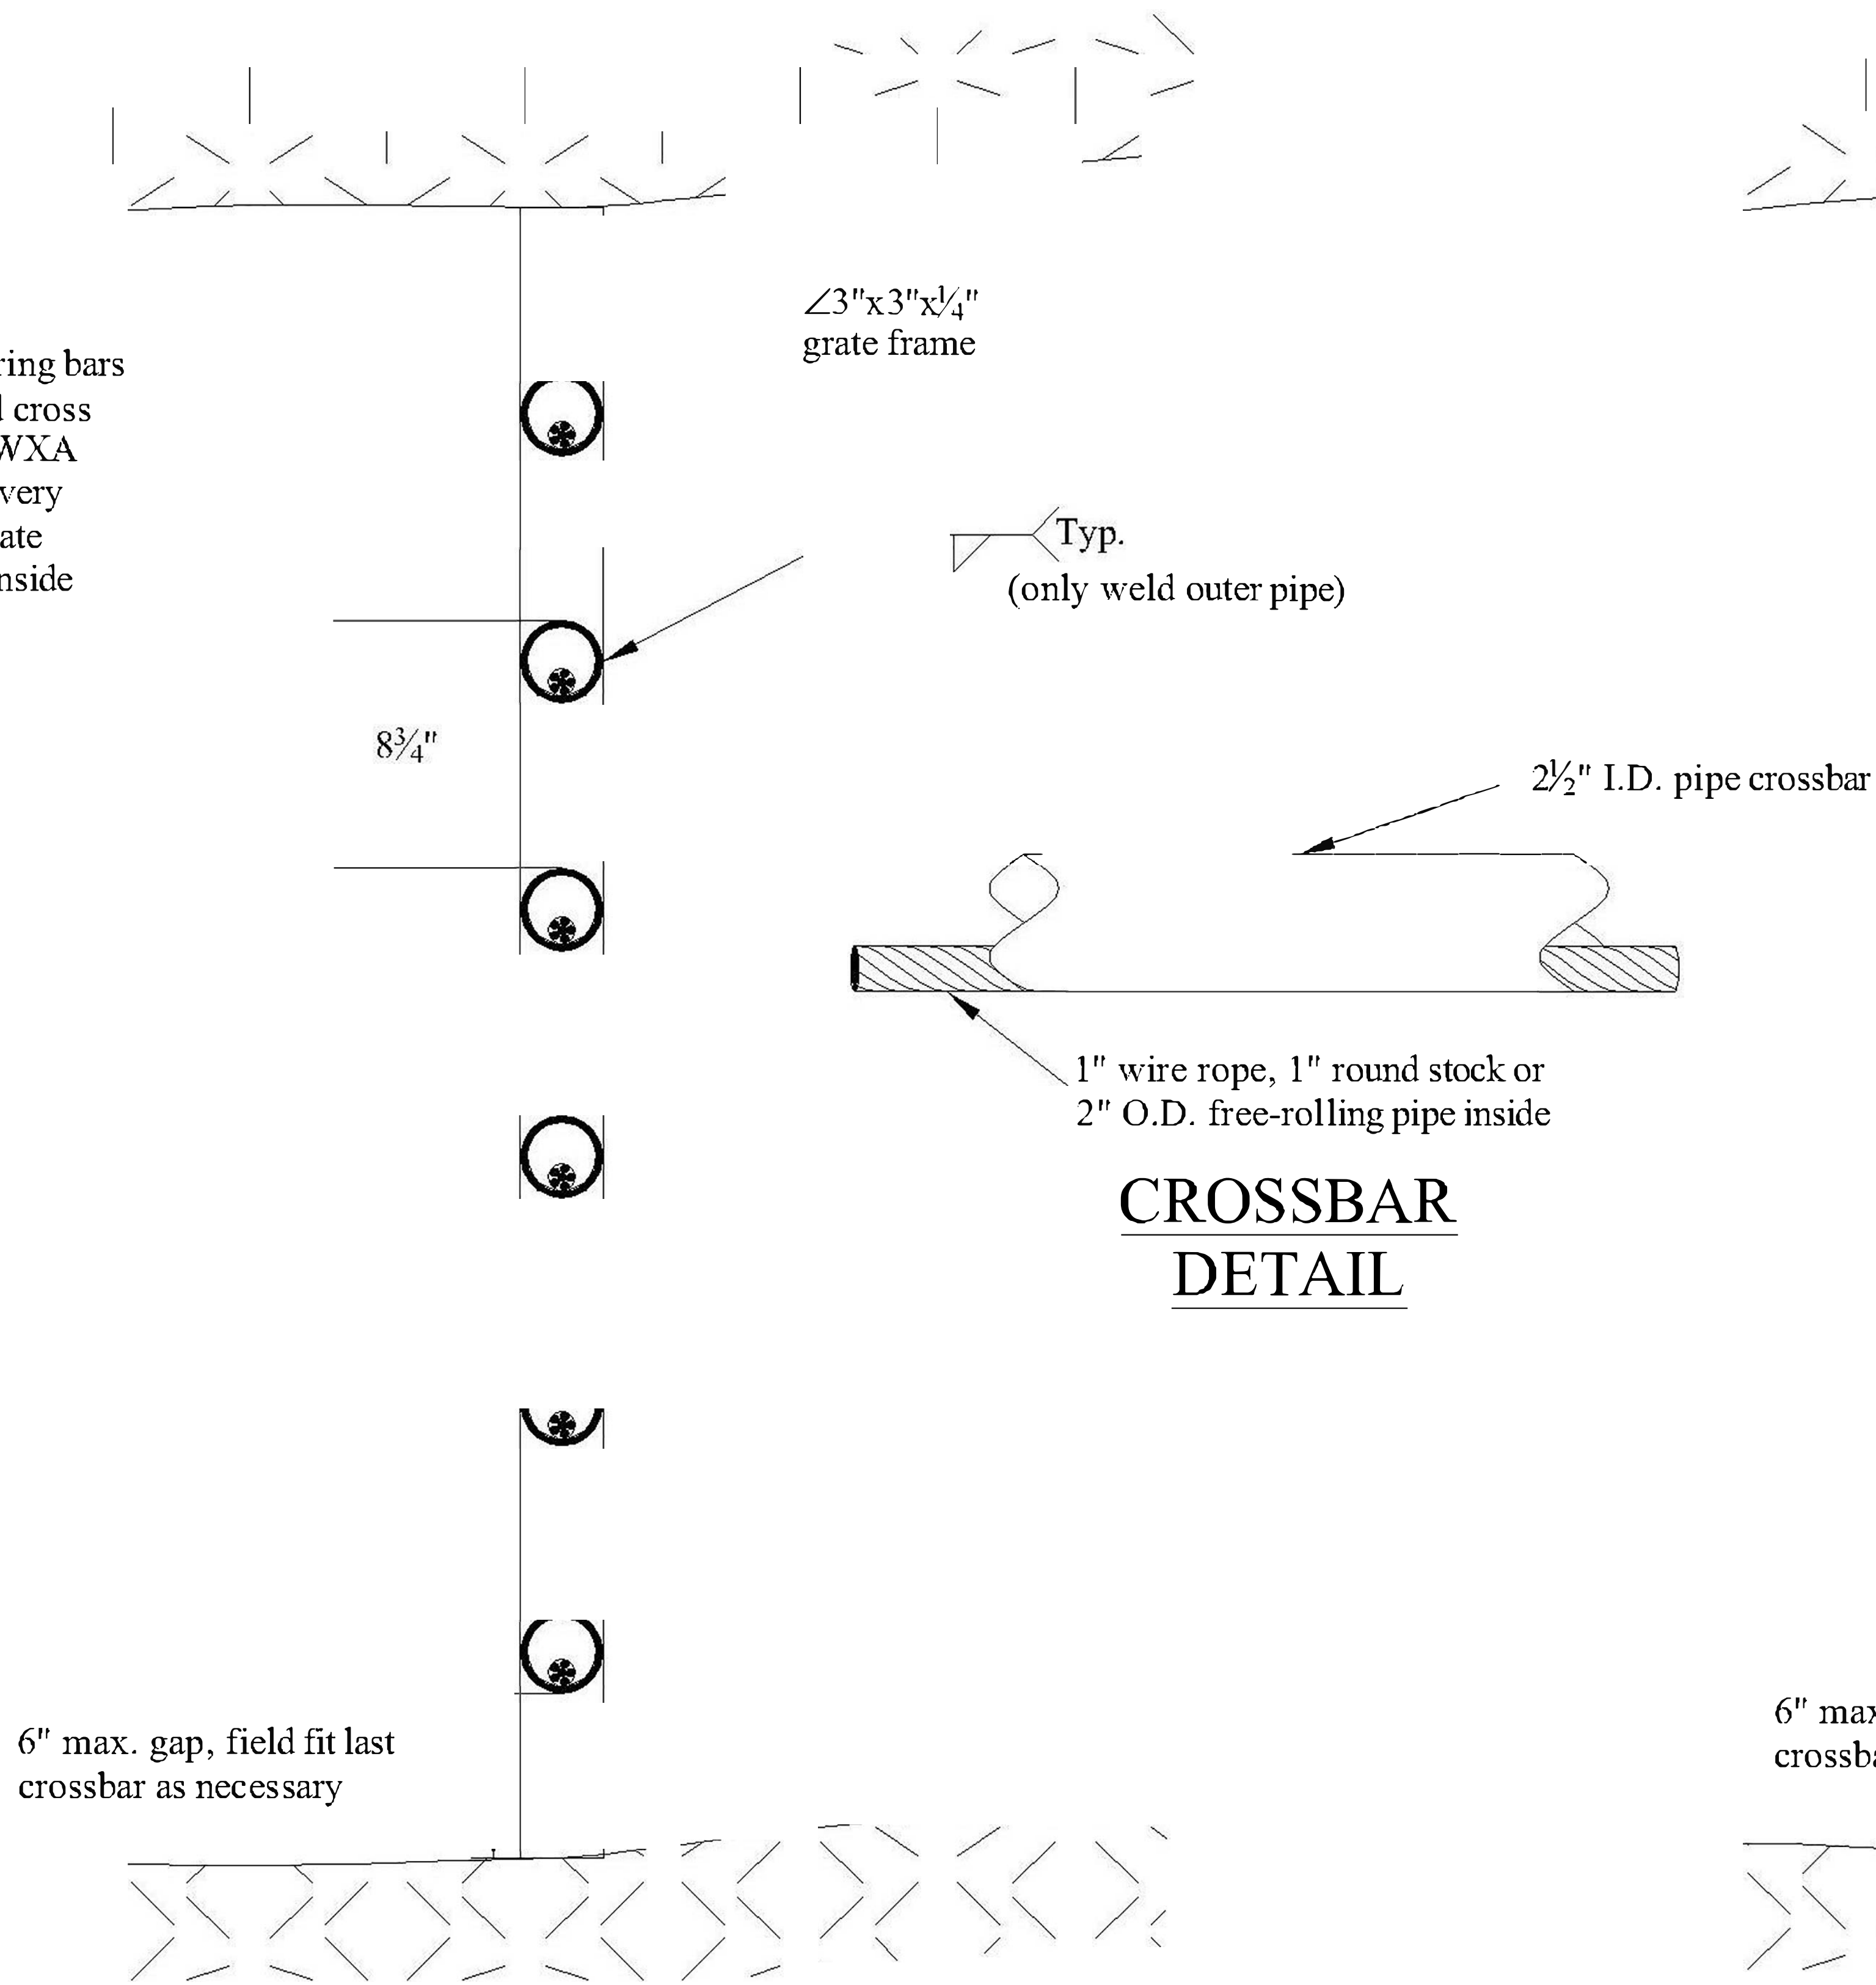 ∠3"x3"x¼"
grate frame
ring bars
cross
WXA
very
ate
nside
Typ.
(only weld outer pipe)
8¾"
2½" I.D. pipe crossbar
1" wire rope, 1" round stock or
2" O.D. free-rolling pipe inside
CROSSBAR
DETAIL
6" max. gap, field fit last
crossbar as necessary
6" max
crossba